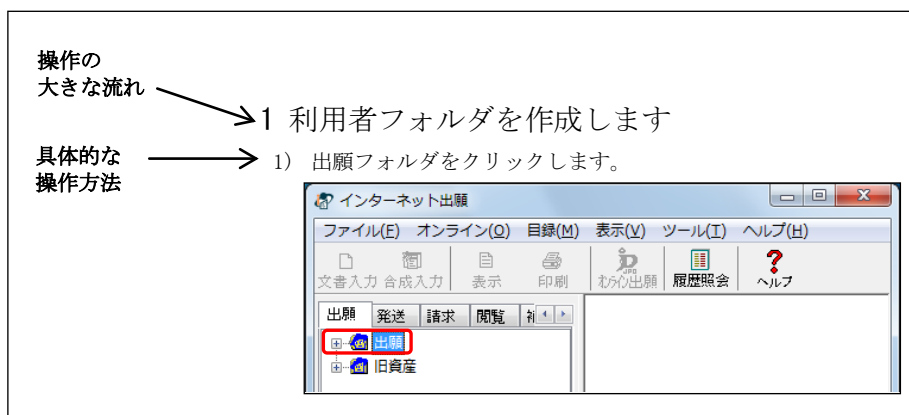 操作の
大きな流れ
1 利用者フォルダを作成します
具体的な
操作方法
1) 出願フォルダをクリックします。
インターネット出願
ファイル(F) オンライン(O) 目録(M) 表示(V) ツール(T) ヘルプ(H)
文書入力 合成入力 表示 印刷 わらくらく出願 履歴照会 ヘルプ
出願 発送 請求 閲覧
出願
旧資産